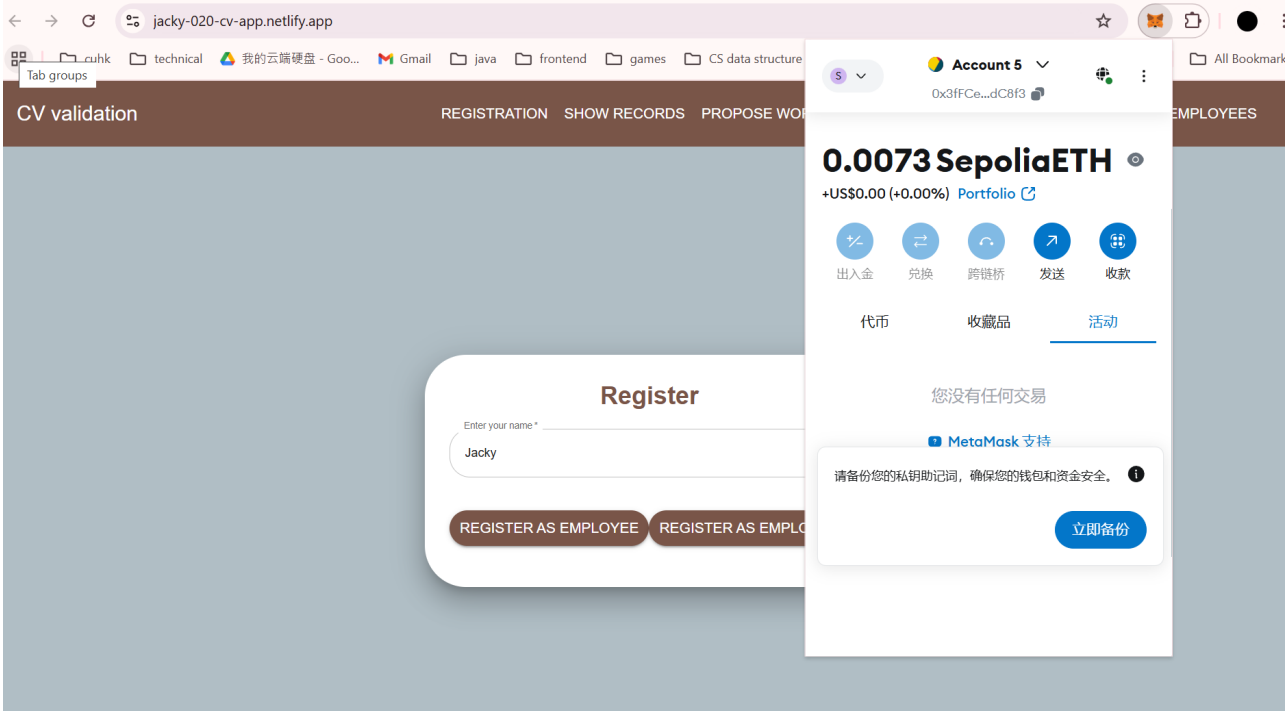 jacky-020-cv-app.netlify.app
cuhk
technical
我的云端硬盘 - Goo...
Gmail
java
frontend
games
CS data structure
All Bookmark
Tab groups
CV validation
REGISTRATION
SHOW RECORDS
PROPOSE WOR
EMPLOYEES
S
Account 5
0x3fFCe...dC8f3
0.0073 SepoliaETH
+US$0.00 (+0.00%) Portfolio
出入金
兑换
跨链桥
发送
收款
代币
收藏品
活动
您没有任何交易
MetaMask 支持
请备份您的私钥助记词，确保您的钱包和资金安全。
立即备份
Register
Enter your name *
Jacky
REGISTER AS EMPLOYEE
REGISTER AS EMPLO